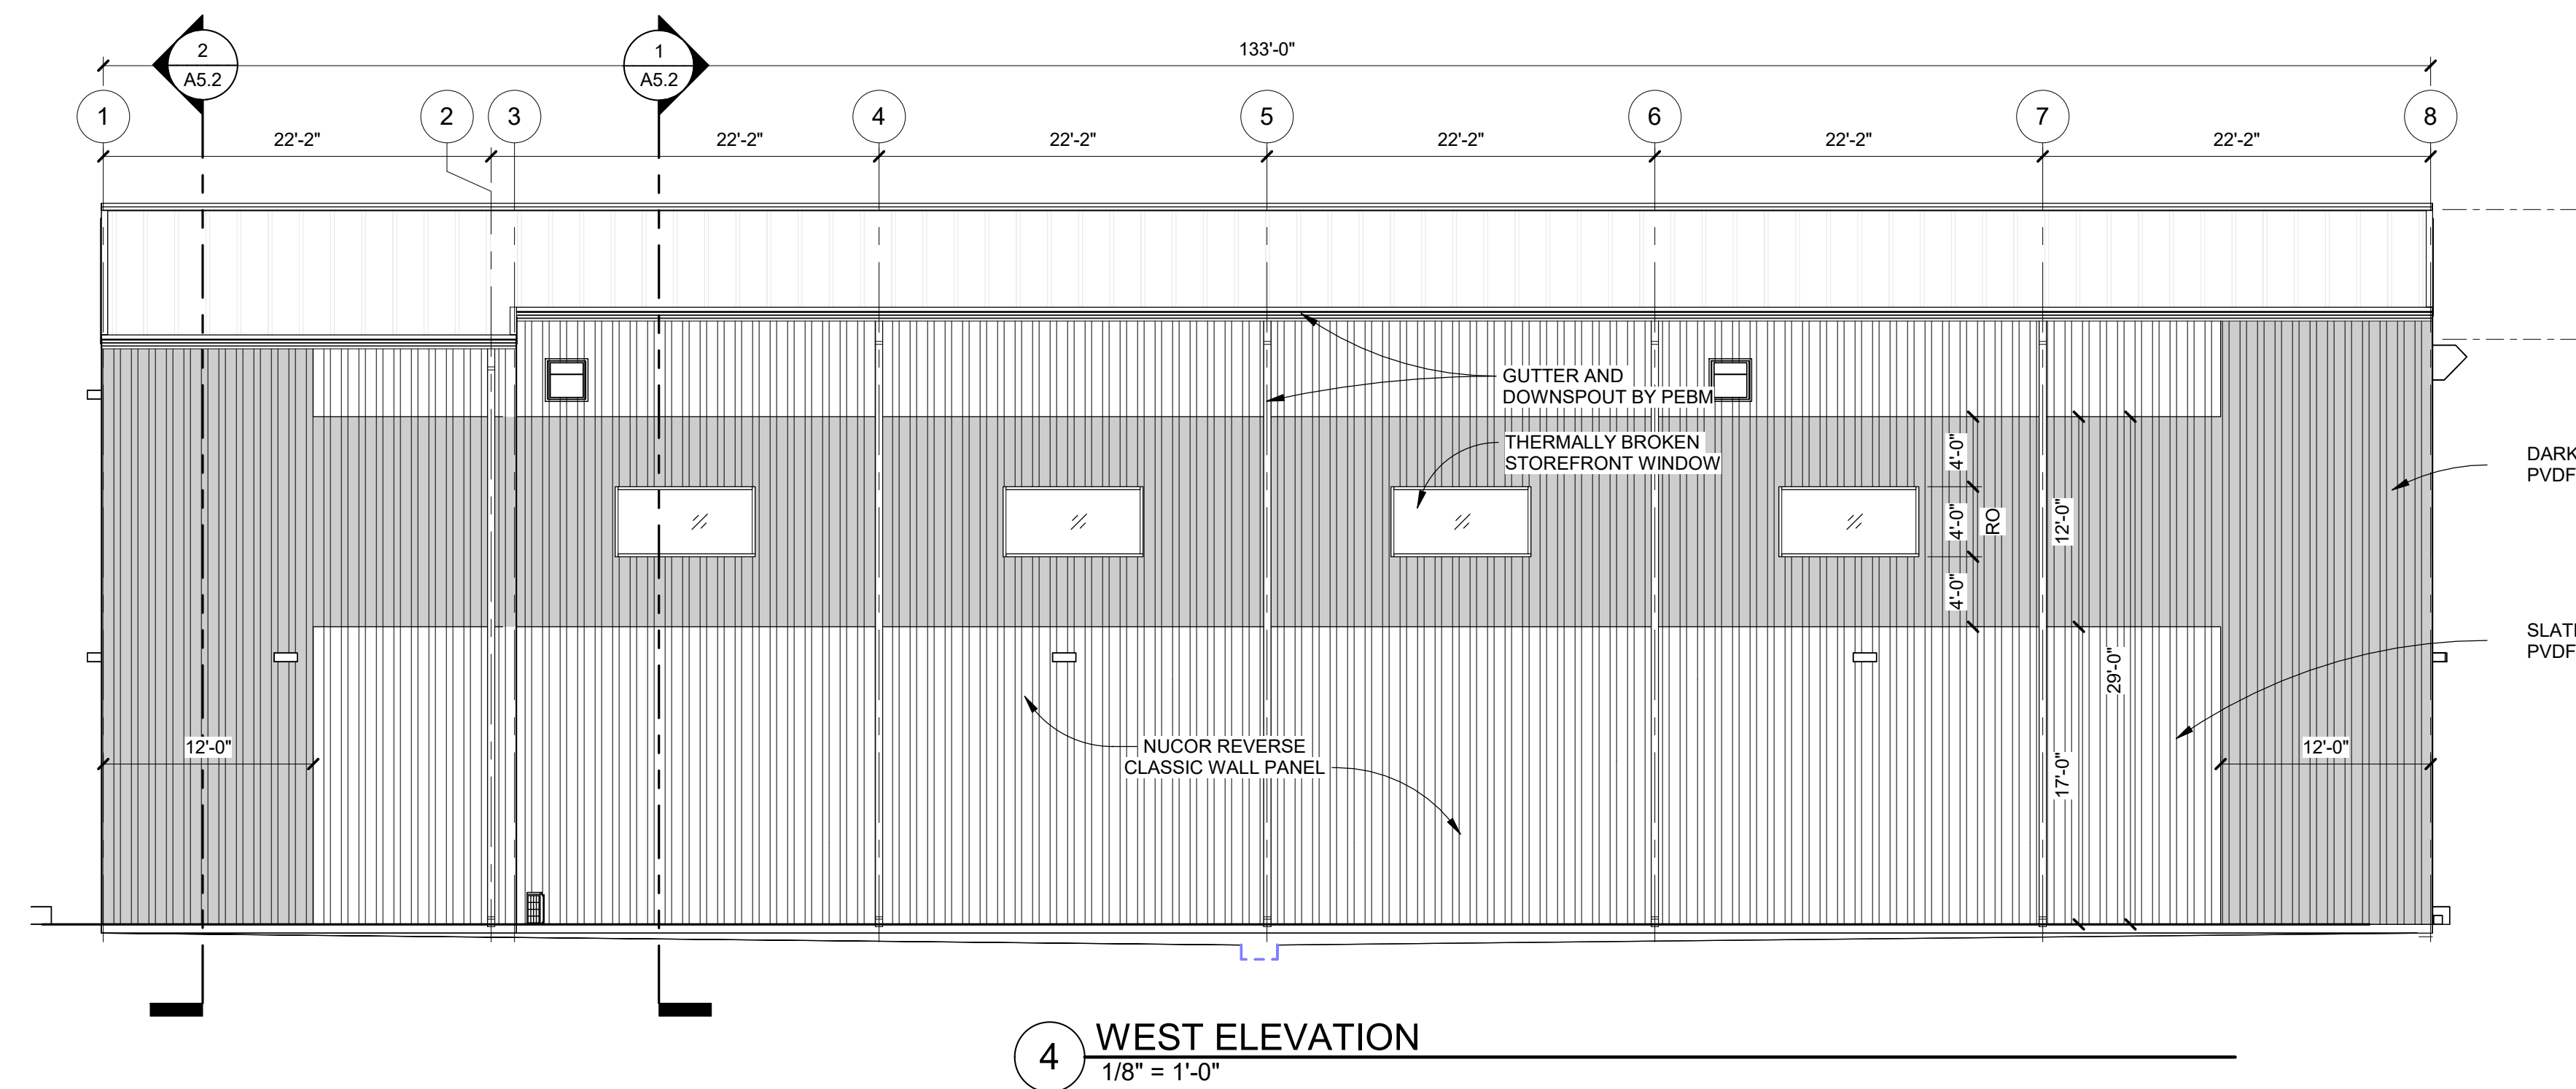 2
A5.2
1
A5.2
133'-0"
1
2
3
4
5
6
7
8
22'-2"
22'-2"
22'-2"
22'-2"
22'-2"
22'-2"
GUTTER AND
DOWNSPOUT BY PEBM
THERMALLY BROKEN
STOREFRONT WINDOW
4'-0"
4'-0"
RO
4'-0"
12'-0"
29'-0"
17'-0"
DARK
PVDF
SLAT
PVDF
12'-0"
NUCOR REVERSE
CLASSIC WALL PANEL
12'-0"
4
WEST ELEVATION
1/8" = 1'-0"